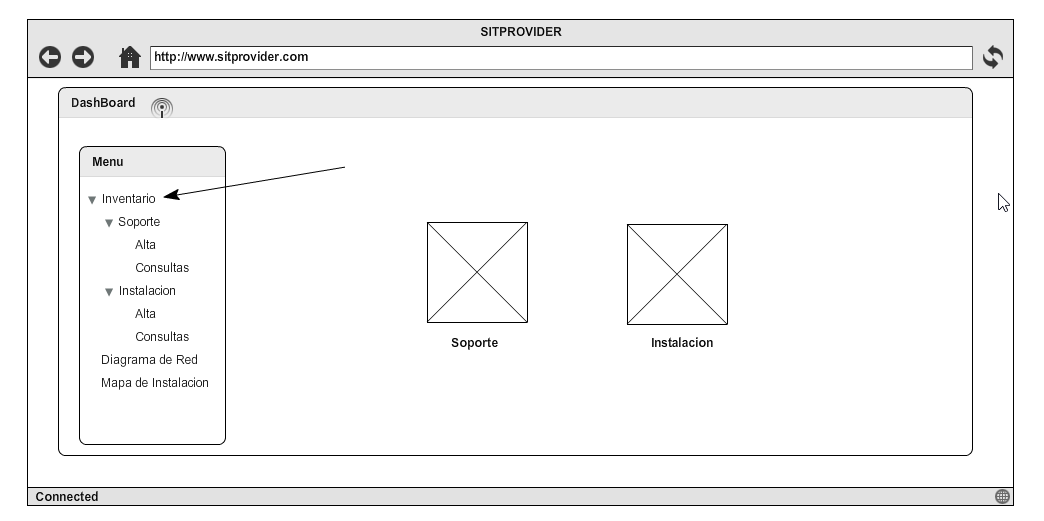 SITPROVIDER
http://www.sitprovider.com
DashBoard
Menu
Inventario
Soporte
Alta
Consultas
Instalacion
Alta
Consultas
Diagrama de Red
Mapa de Instalacion
Soporte
Instalacion
Connected